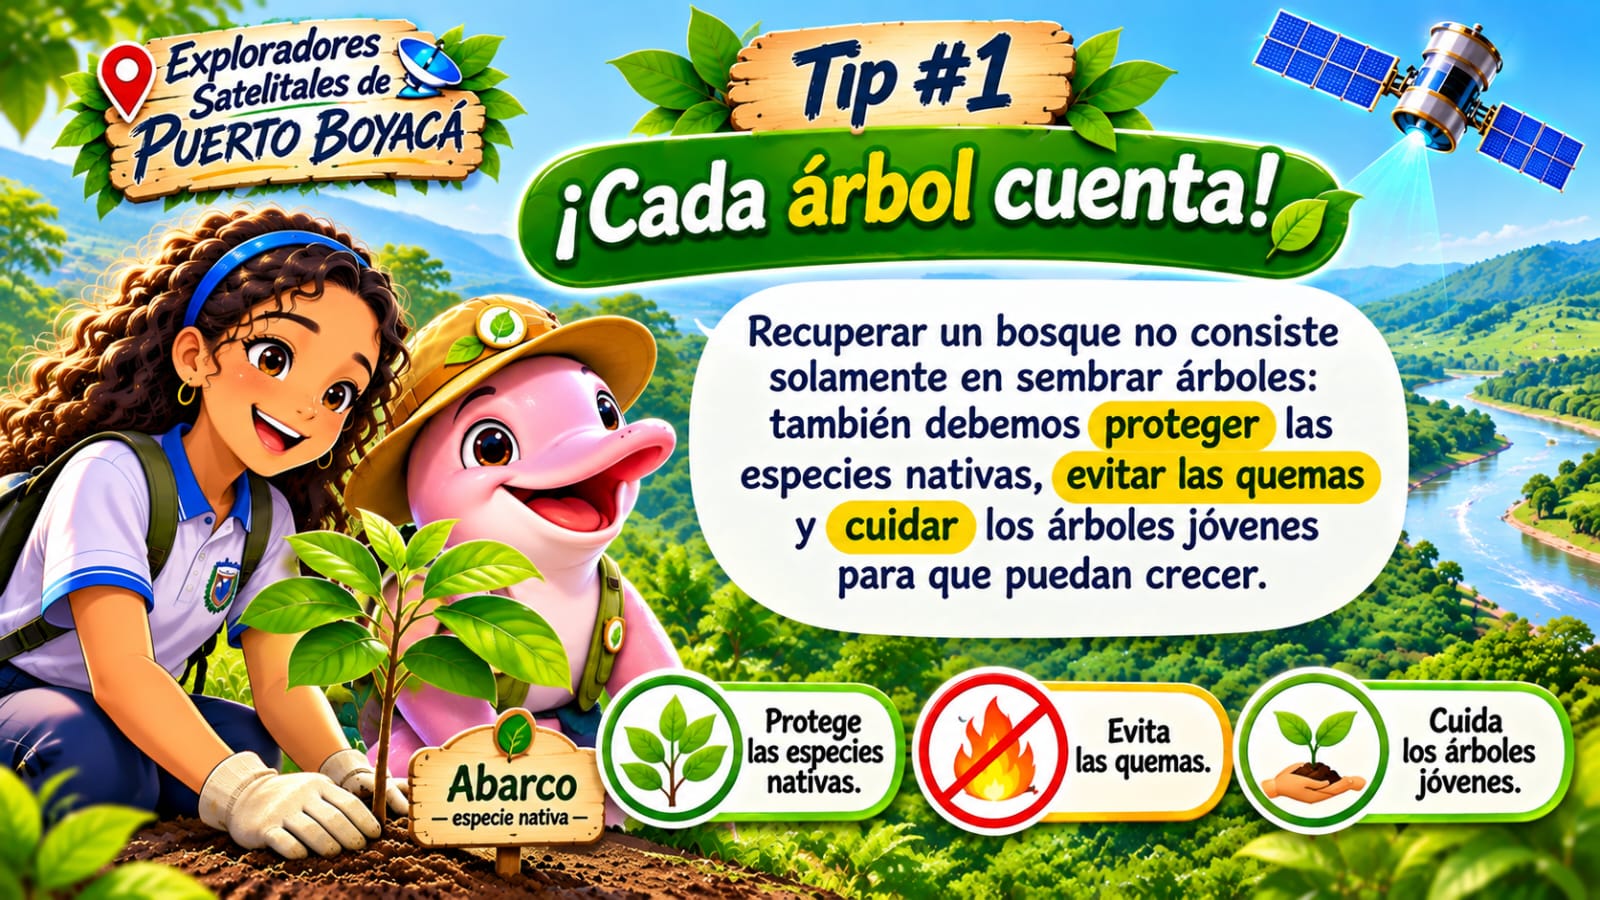 Exploradores
Satelitales de
PUERTO BOYACÁ
Tip #1
¡Cada árbol cuenta!
Recuperar un bosque no consiste
solamente en sembrar árboles:
también debemos proteger las
especies nativas, evitar las quemas
y cuidar los árboles jóvenes
para que puedan crecer.
Abarco
— especie nativa —
Protege
las especies
nativas.
Evita
las quemas.
Cuida
los árboles
jóvenes.